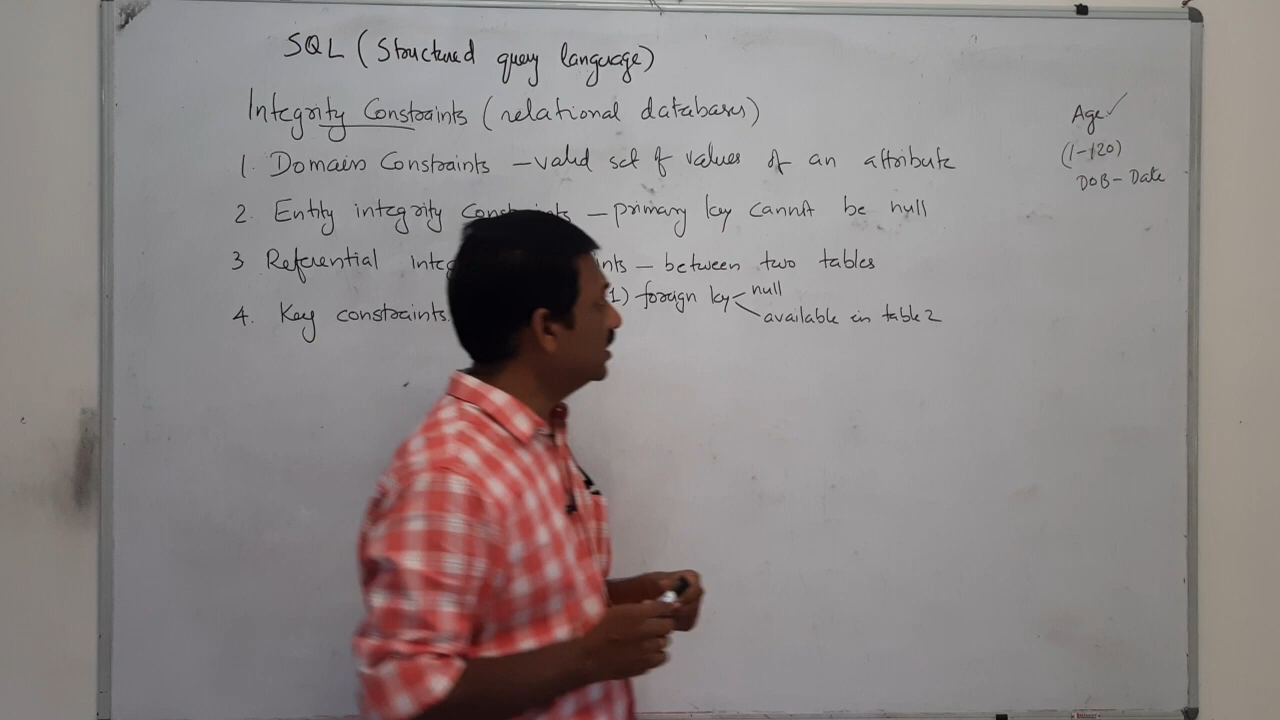 SQL (Structured query language)
Integrity Constraints (relational databases)
1. Domain Constraints – valid set of values of an attribute
2. Entity integrity Constraints – primary key cannot be null
3 Referential – between two tables
1) foreign key null
available in table 2
4. Key constraints
Age ✓
(1-120)
DOB – Date